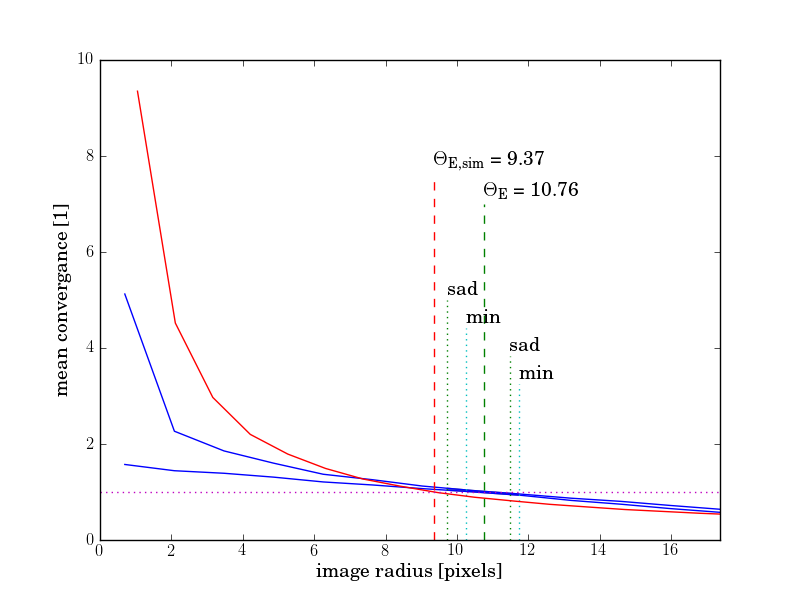 10
8
6
4
2
0
mean convergance [1]
Θ_E,sim = 9.37
Θ_E = 10.76
sad
min
sad
min
0 2 4 6 8 10 12 14 16
image radius [pixels]